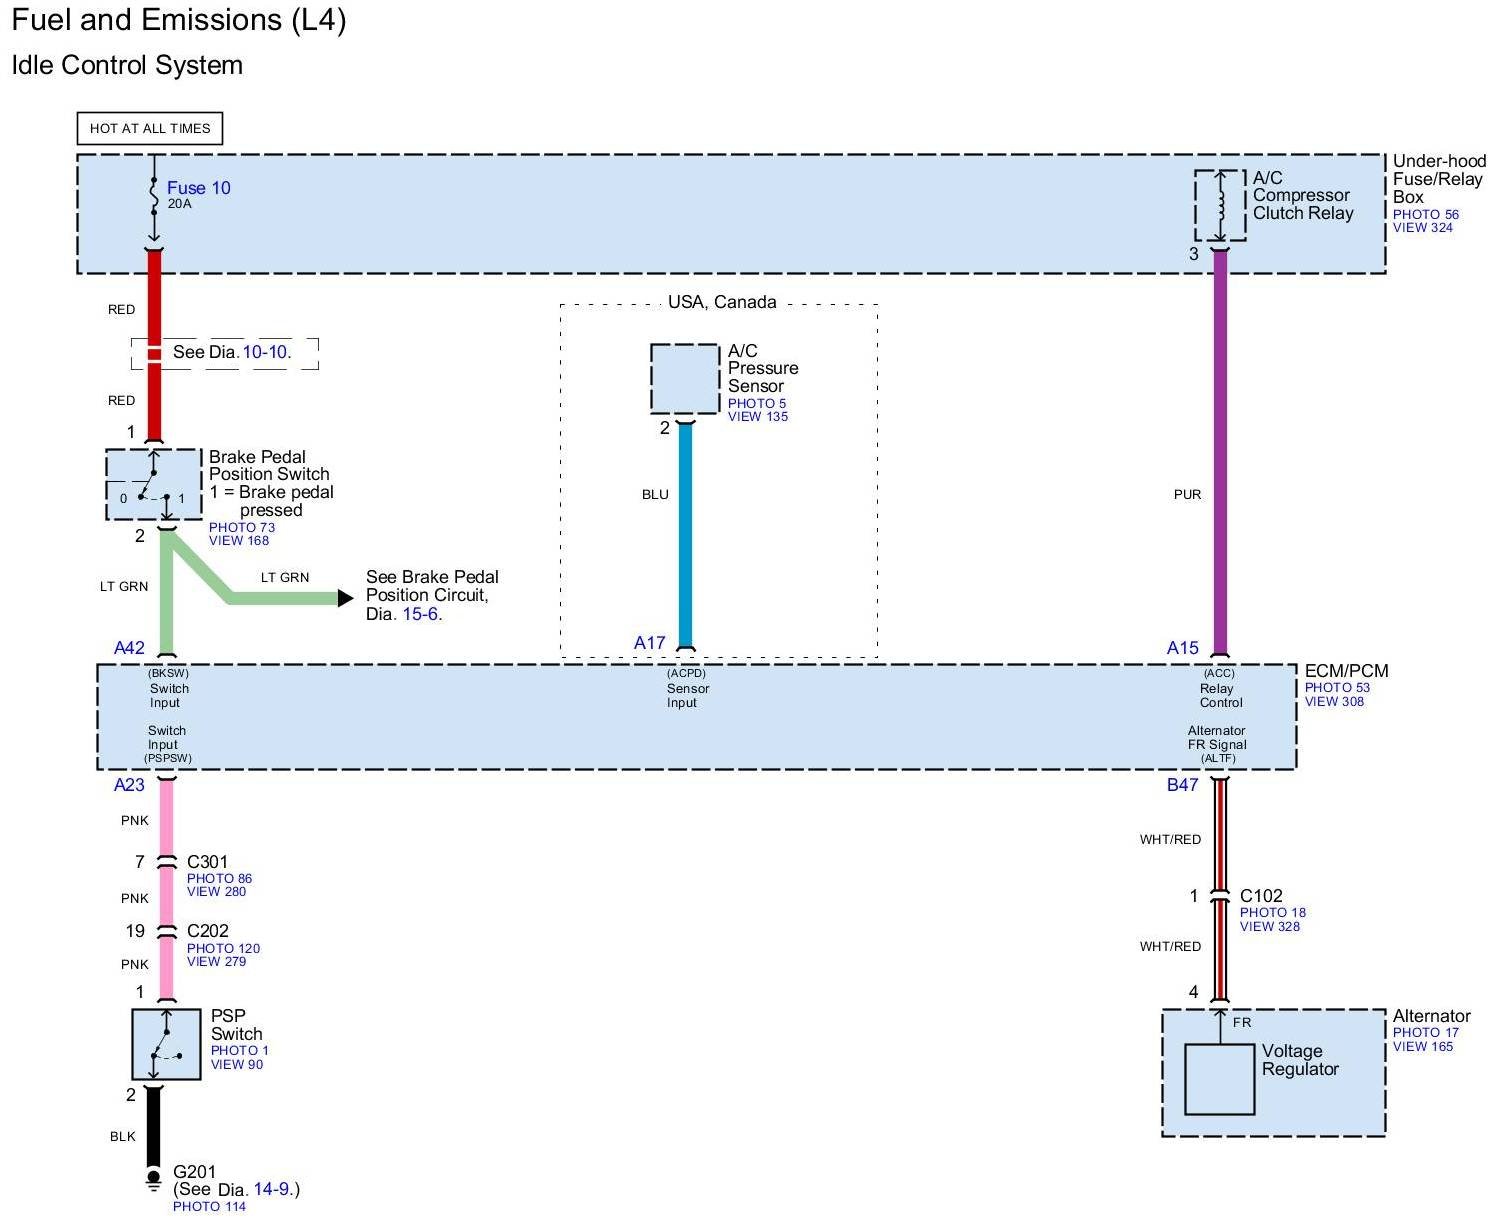 Fuel and Emissions (L4)
Idle Control System
HOT AT ALL TIMES
Fuse 10
20A
A/C
Compressor
Clutch Relay
3
Under-hood
Fuse/Relay
Box
PHOTO 56
VIEW 324
RED
See Dia. 10-10.
RED
1
Brake Pedal
Position Switch
1 = Brake pedal
pressed
PHOTO 73
VIEW 168
0
1
2
LT GRN
LT GRN
See Brake Pedal
Position Circuit,
Dia. 15-6.
USA, Canada
A/C
Pressure
Sensor
PHOTO 5
VIEW 135
2
BLU
PUR
A42
A17
A15
(BKSW)
Switch
Input
(ACPD)
Sensor
Input
(ACC)
Relay
Control
ECM/PCM
PHOTO 53
VIEW 308
Switch
Input
(PSPSW)
Alternator
FR Signal
(ALTF)
A23
B47
PNK
7
C301
PHOTO 86
VIEW 280
PNK
19
C202
PHOTO 120
VIEW 279
PNK
1
PSP
Switch
PHOTO 1
VIEW 90
2
BLK
G201
(See Dia. 14-9.)
PHOTO 114
WHT/RED
1
C102
PHOTO 18
VIEW 328
WHT/RED
4
FR
Voltage
Regulator
Alternator
PHOTO 17
VIEW 165